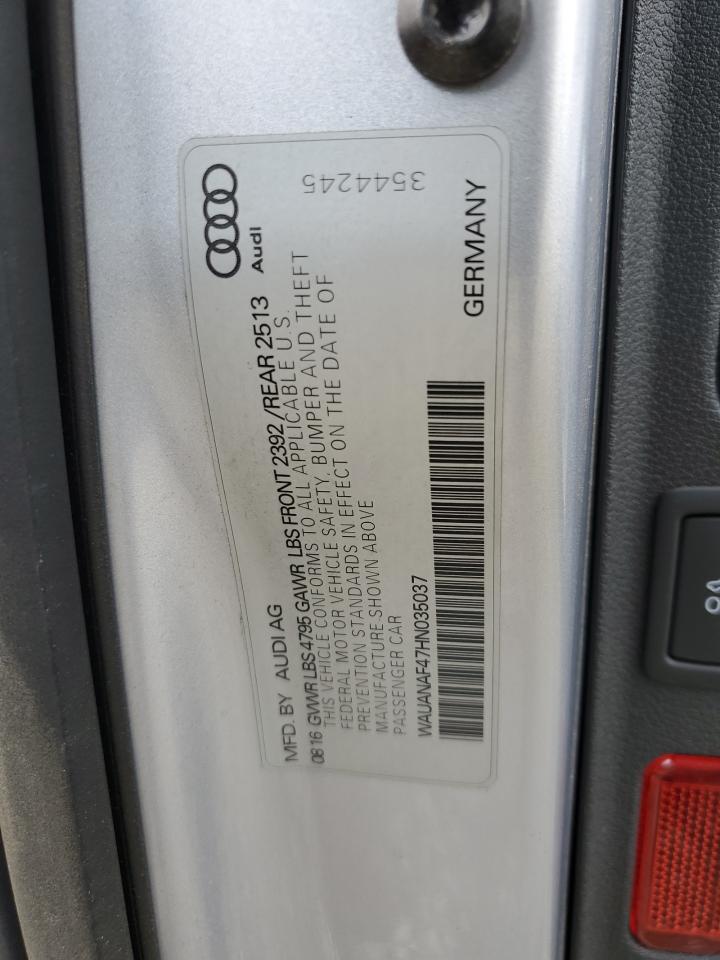 Audi
3544245
MFD. BY AUDI AG
0816 GVWR LBS 4795 GAWR LBS FRONT 2392 /REAR 2513
THIS VEHICLE CONFORMS TO ALL APPLICABLE U.S.
FEDERAL MOTOR VEHICLE SAFETY, BUMPER AND THEFT
PREVENTION STANDARDS IN EFFECT ON THE DATE OF
MANUFACTURE SHOWN ABOVE
PASSENGER CAR
WAUANAF47HN035037
GERMANY